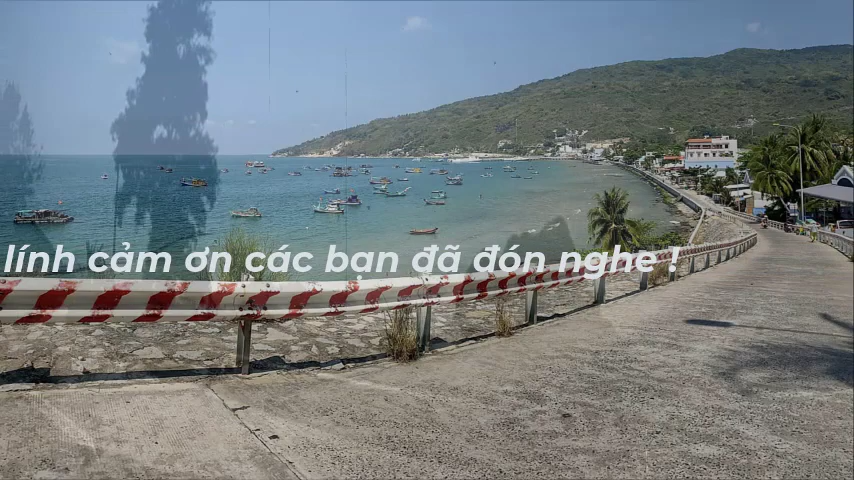 lính cảm ơn các bạn đã đón nghe !